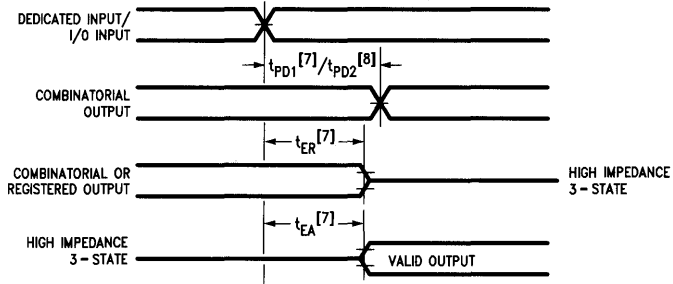 DEDICATED INPUT/
I/O INPUT
tPD1[7]/tPD2[8]
COMBINATORIAL
OUTPUT
tER[7]
COMBINATORIAL OR
REGISTERED OUTPUT
HIGH IMPEDANCE
3-STATE
tEA[7]
HIGH IMPEDANCE
3-STATE
VALID OUTPUT